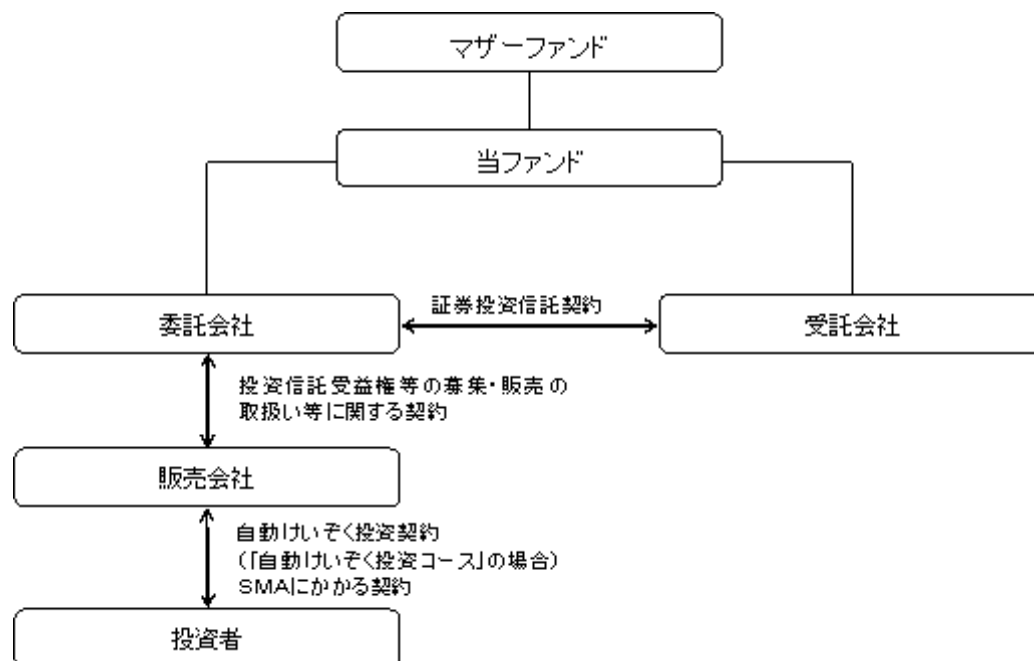 マザーファンド
当ファンド
証券投資信託契約
委託会社
受託会社
投資信託受益権等の募集・販売の
取扱い等に関する契約
販売会社
自動けいぞく投資契約
(「自動けいぞく投資コース」の場合)
SMAにかかる契約
投資者